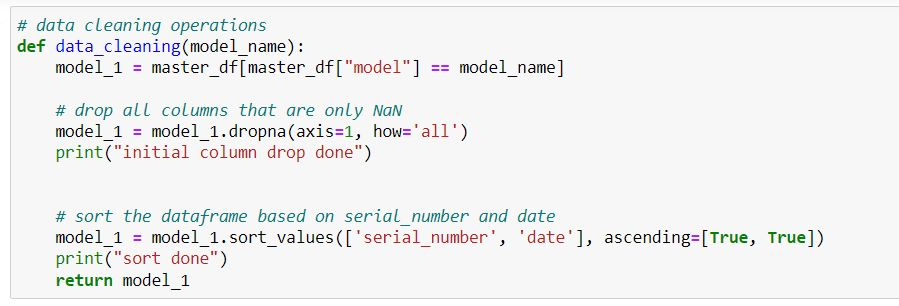 # data cleaning operations
def data_cleaning(model_name):
    model_1 = master_df[master_df["model"] == model_name]
    # drop all columns that are only NaN
    model_1 = model_1.dropna(axis=1, how='all')
    print("initial column drop done")
    # sort the dataframe based on serial_number and date
    model_1 = model_1.sort_values(['serial_number', 'date'], ascending=[True, True])
    print("sort done")
    return model_1